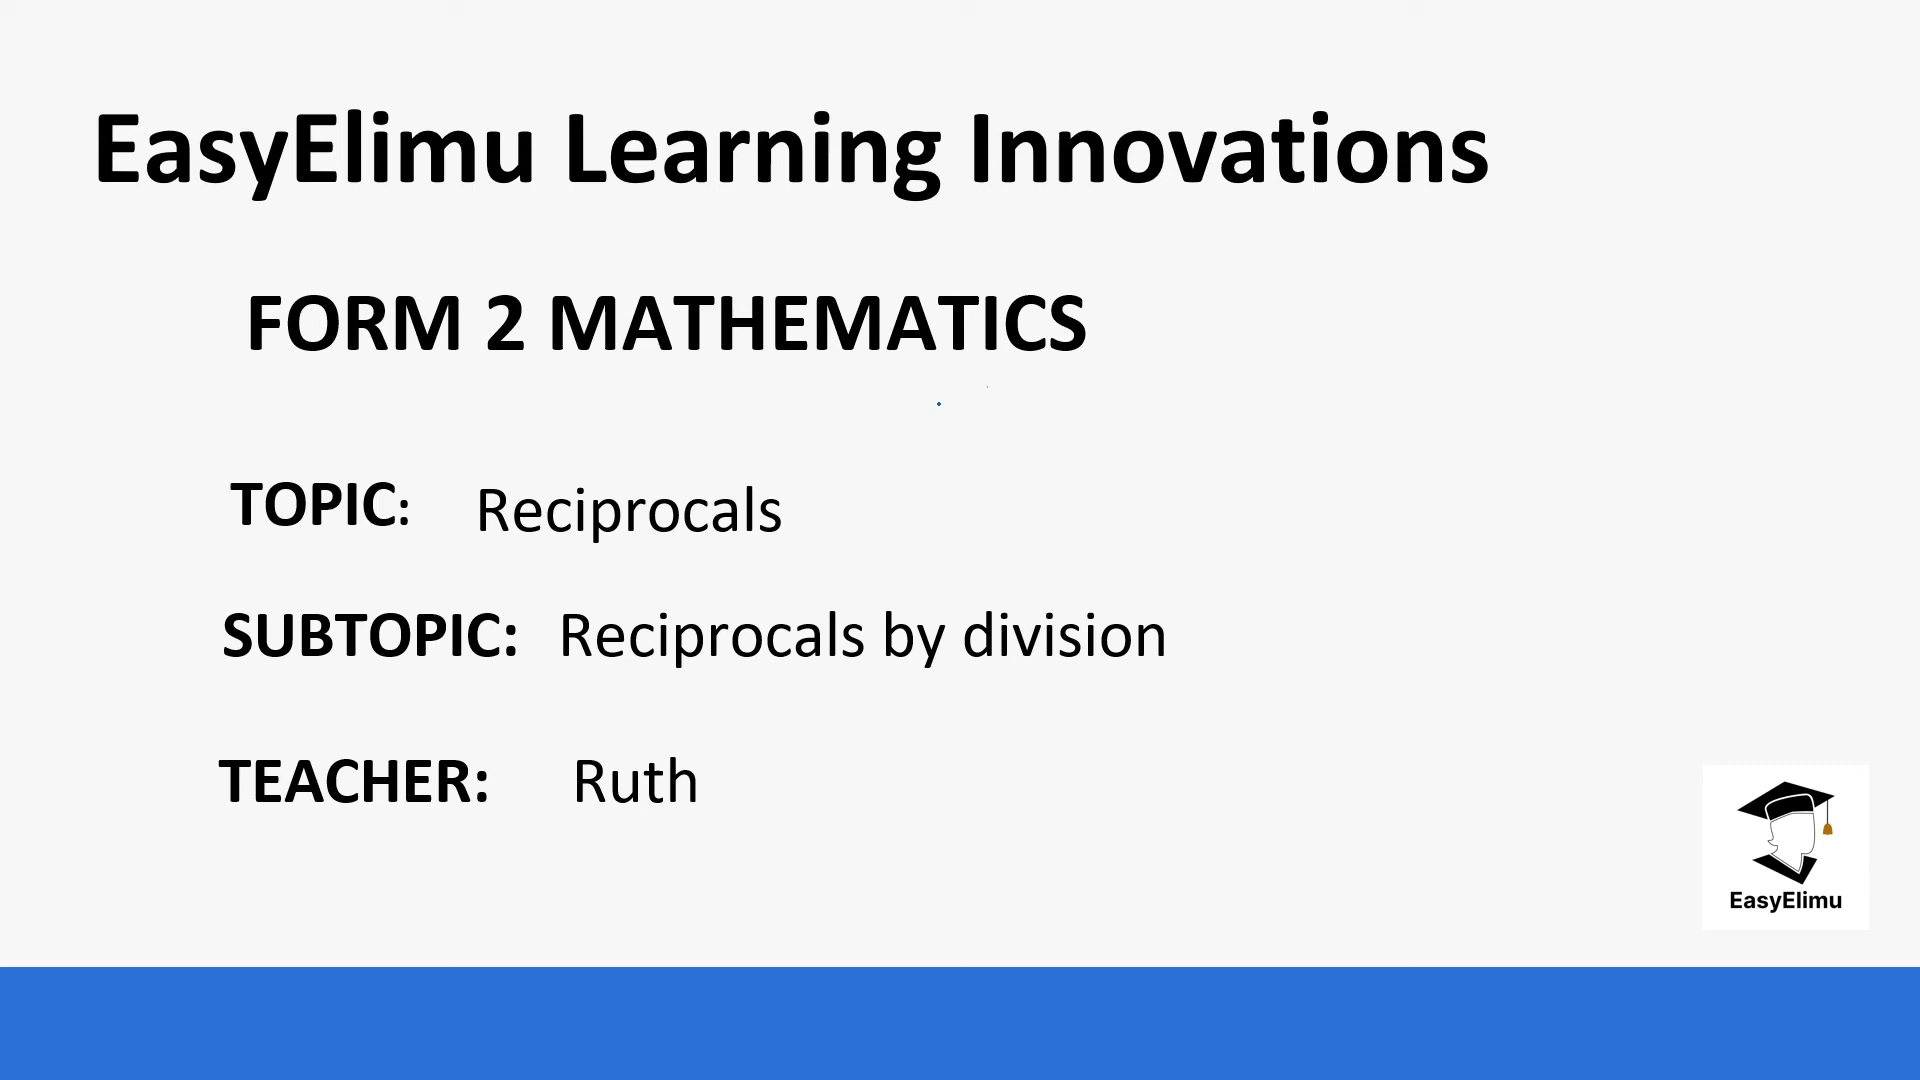 EasyElimu Learning Innovations
FORM 2 MATHEMATICS
TOPIC: Reciprocals
SUBTOPIC: Reciprocals by division
TEACHER: Ruth
EasyElimu